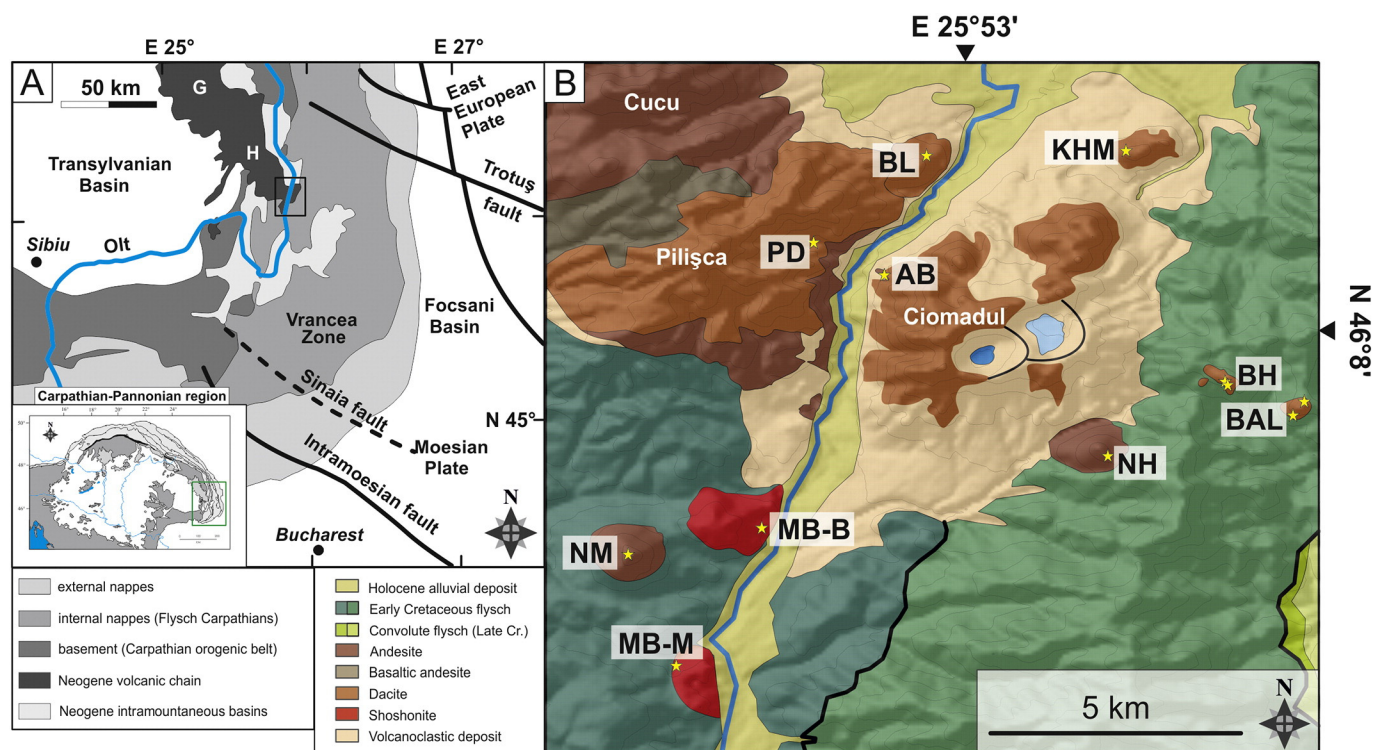 E 25°
E 27°
A
50 km
G
H
East
European
Plate
Transylvanian
Basin
Trotuş
fault
Sibiu
Olt
Focsani
Basin
Vrancea
Zone
Sinaia fault
N 45°
Moesian
Plate
Intramoesian fault
Bucharest
N
Carpathian-Pannonian region
N
external nappes
internal nappes (Flysch Carpathians)
basement (Carpathian orogenic belt)
Neogene volcanic chain
Neogene intramountaneous basins
Holocene alluvial deposit
Early Cretaceous flysch
Convolute flysch (Late Cr.)
Andesite
Basaltic andesite
Dacite
Shoshonite
Volcanoclastic deposit
E 25°53'
B
Cucu
BL
KHM
PD
Pilişca
AB
Ciomadul
N 46°8'
BH
BAL
NH
MB-B
NM
MB-M
5 km
N